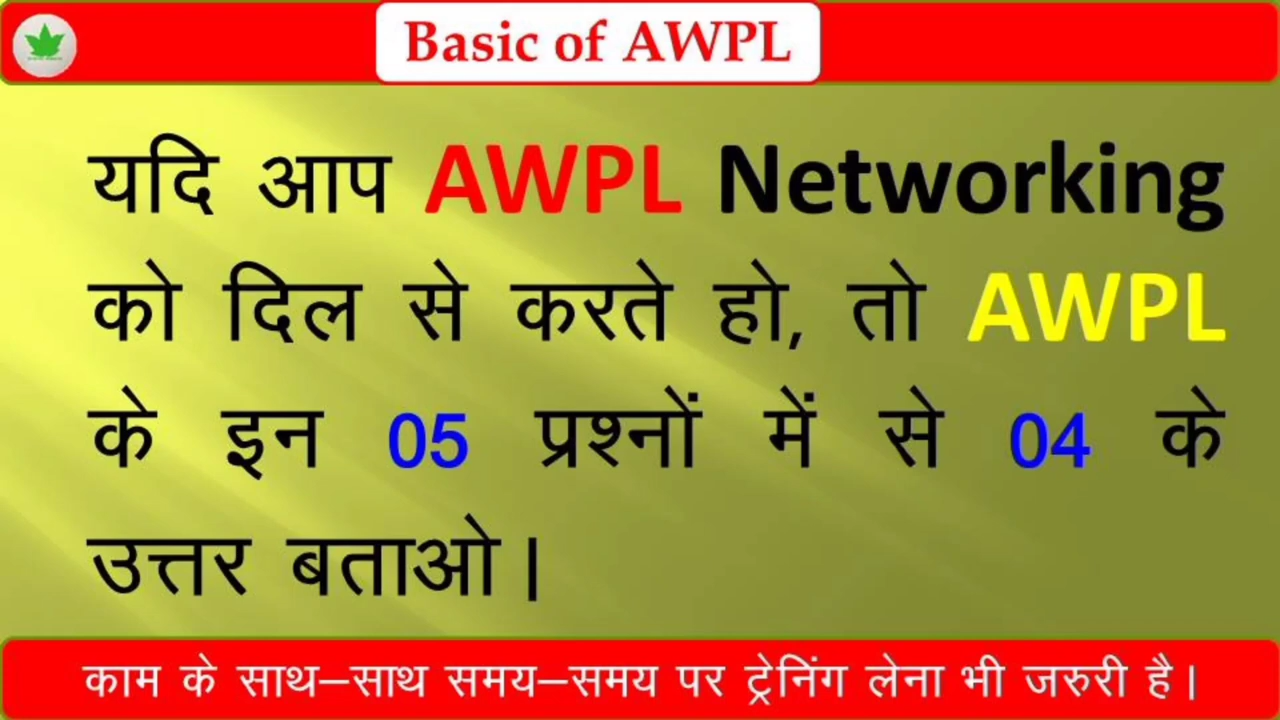 Basic of AWPL
यदि आप AWPL Networking
को दिल से करते हो, तो AWPL
के इन 05 प्रश्नों में से 04 के
उत्तर बताओ।
काम के साथ–साथ समय–समय पर ट्रेनिंग लेना भी जरुरी है।